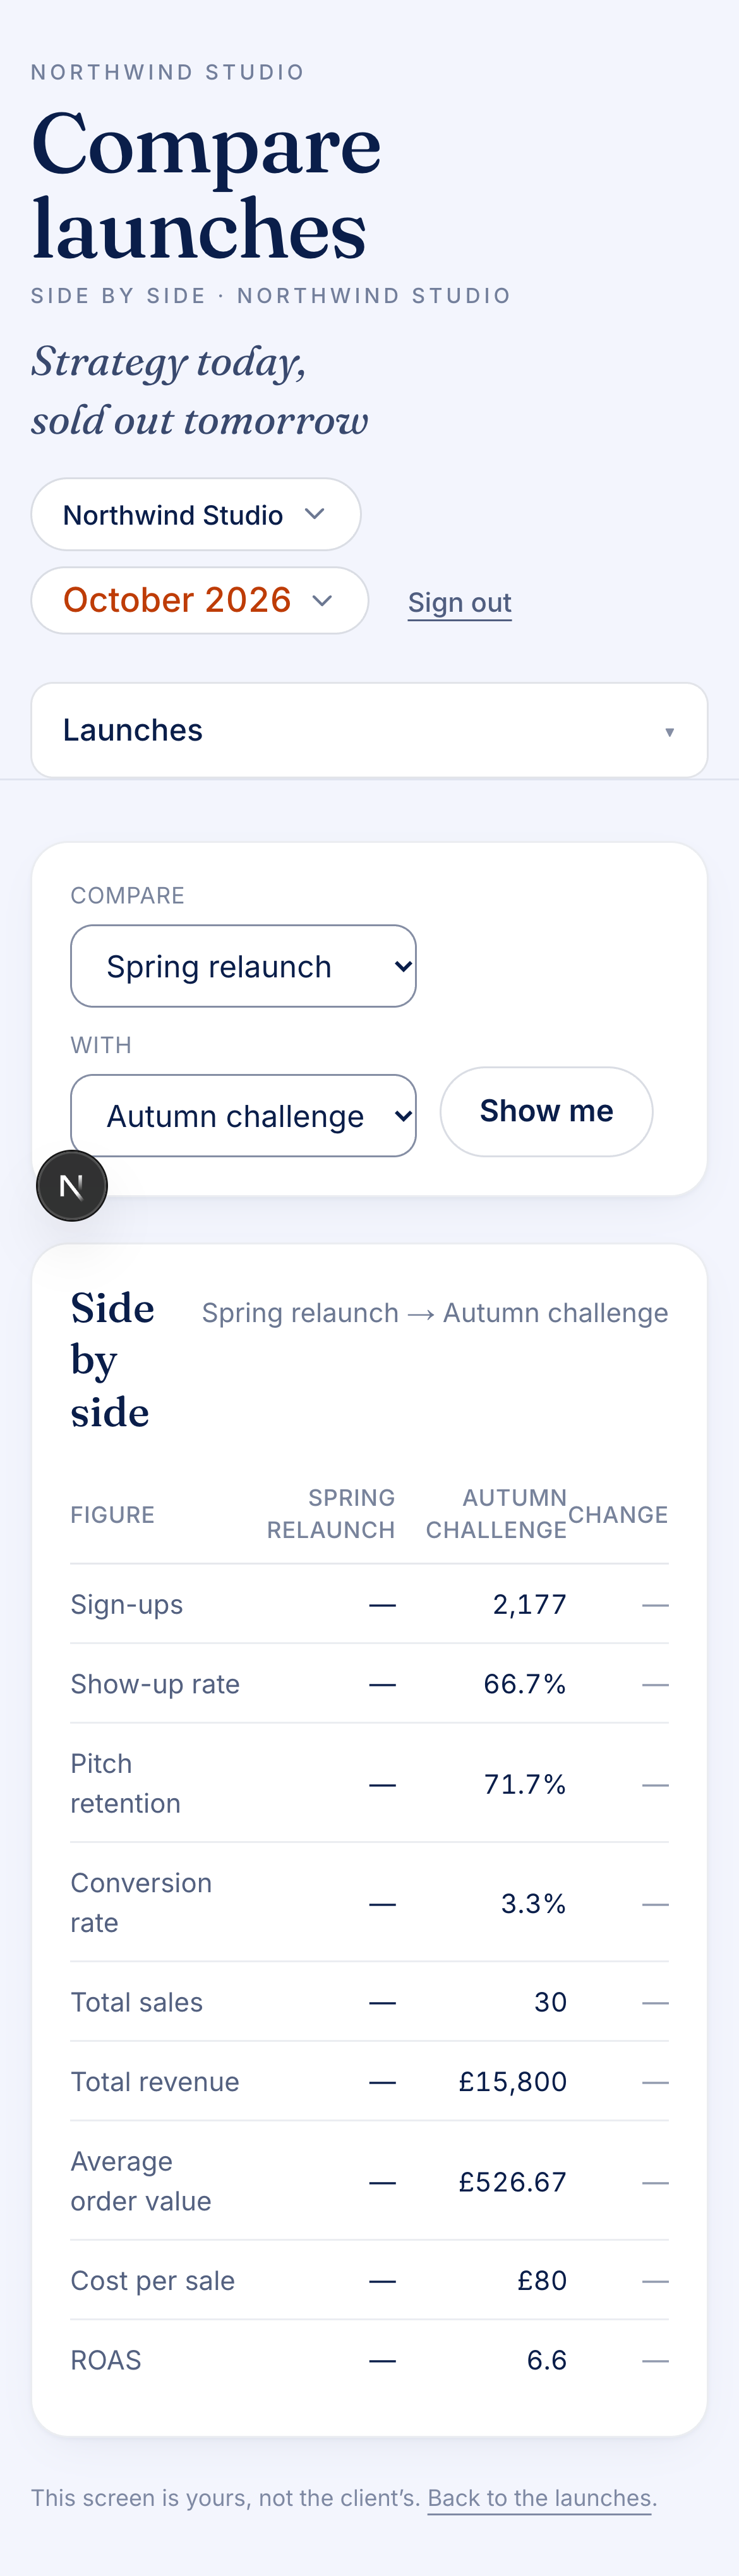 NORTHWIND STUDIO
Compare
launches
SIDE BY SIDE · NORTHWIND STUDIO
Strategy today,
sold out tomorrow
Northwind Studio
October 2026
Sign out
Launches ▾
COMPARE
Spring relaunch
WITH
Autumn challenge
Show me
N
Side
by
side
Spring relaunch → Autumn challenge
FIGURE SPRING RELAUNCH AUTUMN CHALLENGE CHANGE
Sign-ups — 2,177 —
Show-up rate — 66.7% —
Pitch retention — 71.7% —
Conversion rate — 3.3% —
Total sales — 30 —
Total revenue — £15,800 —
Average order value — £526.67 —
Cost per sale — £80 —
ROAS — 6.6 —
This screen is yours, not the client’s. Back to the launches.